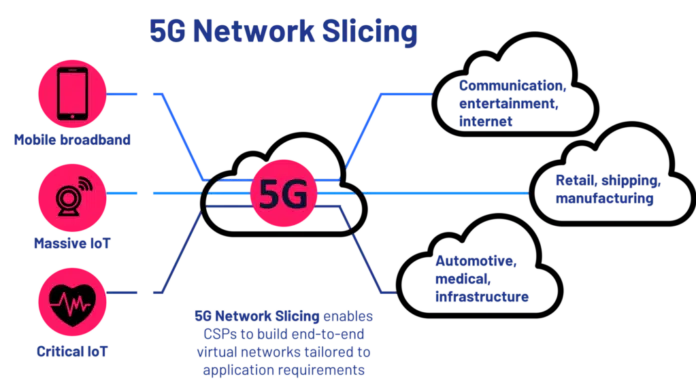 5G Network Slicing
Mobile broadband
Massive IoT
Critical IoT
5G
Communication,
entertainment,
internet
Retail, shipping,
manufacturing
Automotive,
medical,
infrastructure
5G Network Slicing enables
CSPs to build end-to-end
virtual networks tailored to
application requirements